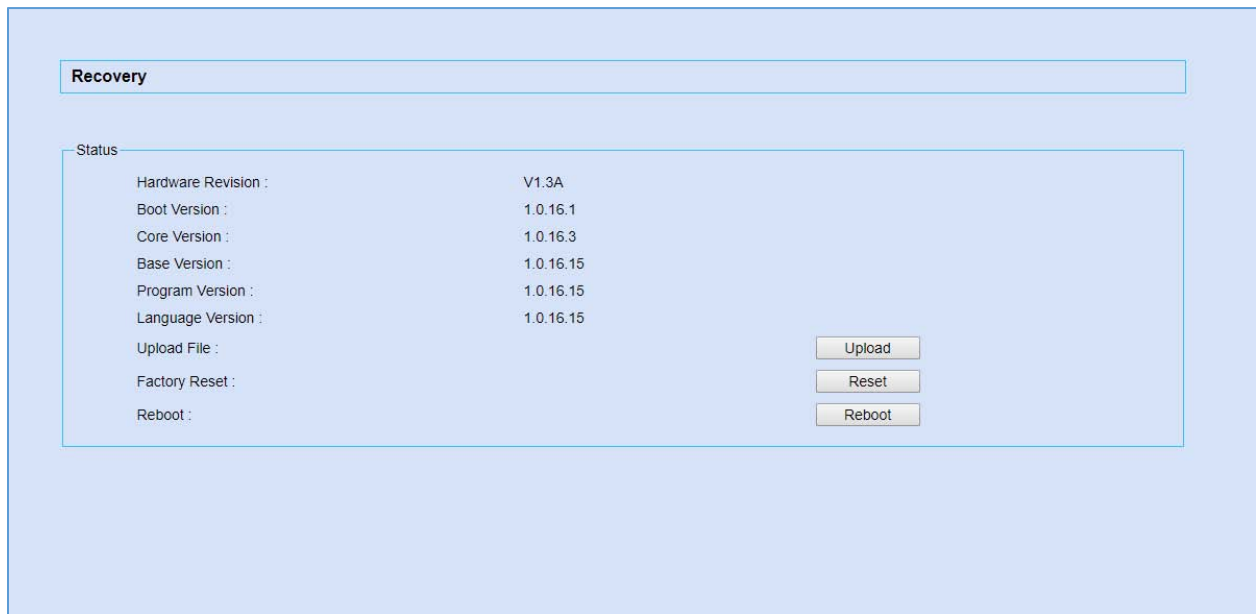 Recovery
Status
Hardware Revision : V1.3A
Boot Version : 1.0.16.1
Core Version : 1.0.16.3
Base Version : 1.0.16.15
Program Version : 1.0.16.15
Language Version : 1.0.16.15
Upload File : Upload
Factory Reset : Reset
Reboot : Reboot